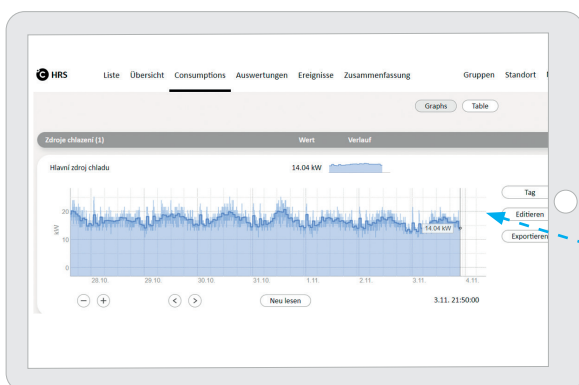 HRS Liste Übersicht Consumptions Auswertungen Ereignisse Zusammenfassung Gruppen Standort
Graphs Table
Zdroje chlazení (1) Wert Verlauf
Hlavní zdroj chladu 14.04 kW
Tag
Editieren
Exportieren
kW
20
10
0
14.04 kW
28.10. 29.10. 30.10. 31.10. 1.11. 2.11. 3.11. 4.11.
Neu lesen 3.11. 21:50:00